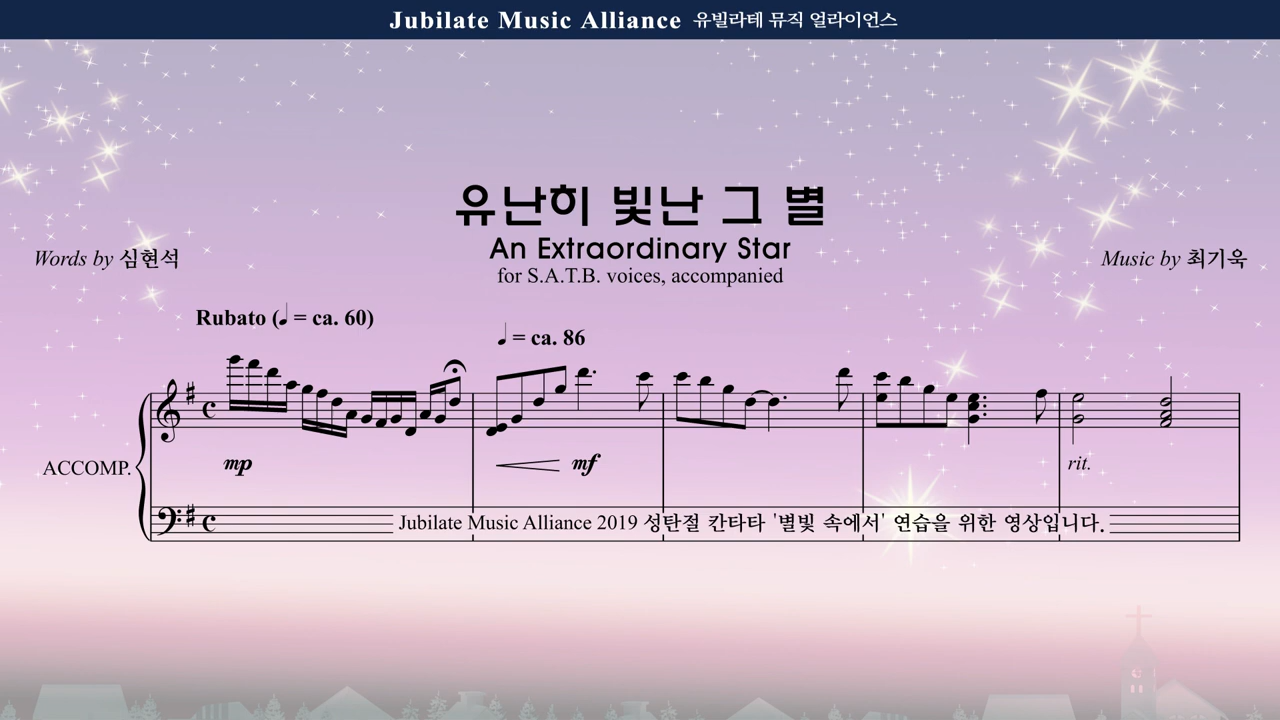 Jubilate Music Alliance 유빌라테 뮤직 얼라이언스
유난히 빛난 그 별
An Extraordinary Star
for S.A.T.B. voices, accompanied
Words by 심현석
Music by 최기욱
Rubato (♩ = ca. 60)
♩ = ca. 86
ACCOMP.
mp
mf
rit.
Jubilate Music Alliance 2019 성탄절 칸타타 '별빛 속에서' 연습을 위한 영상입니다.